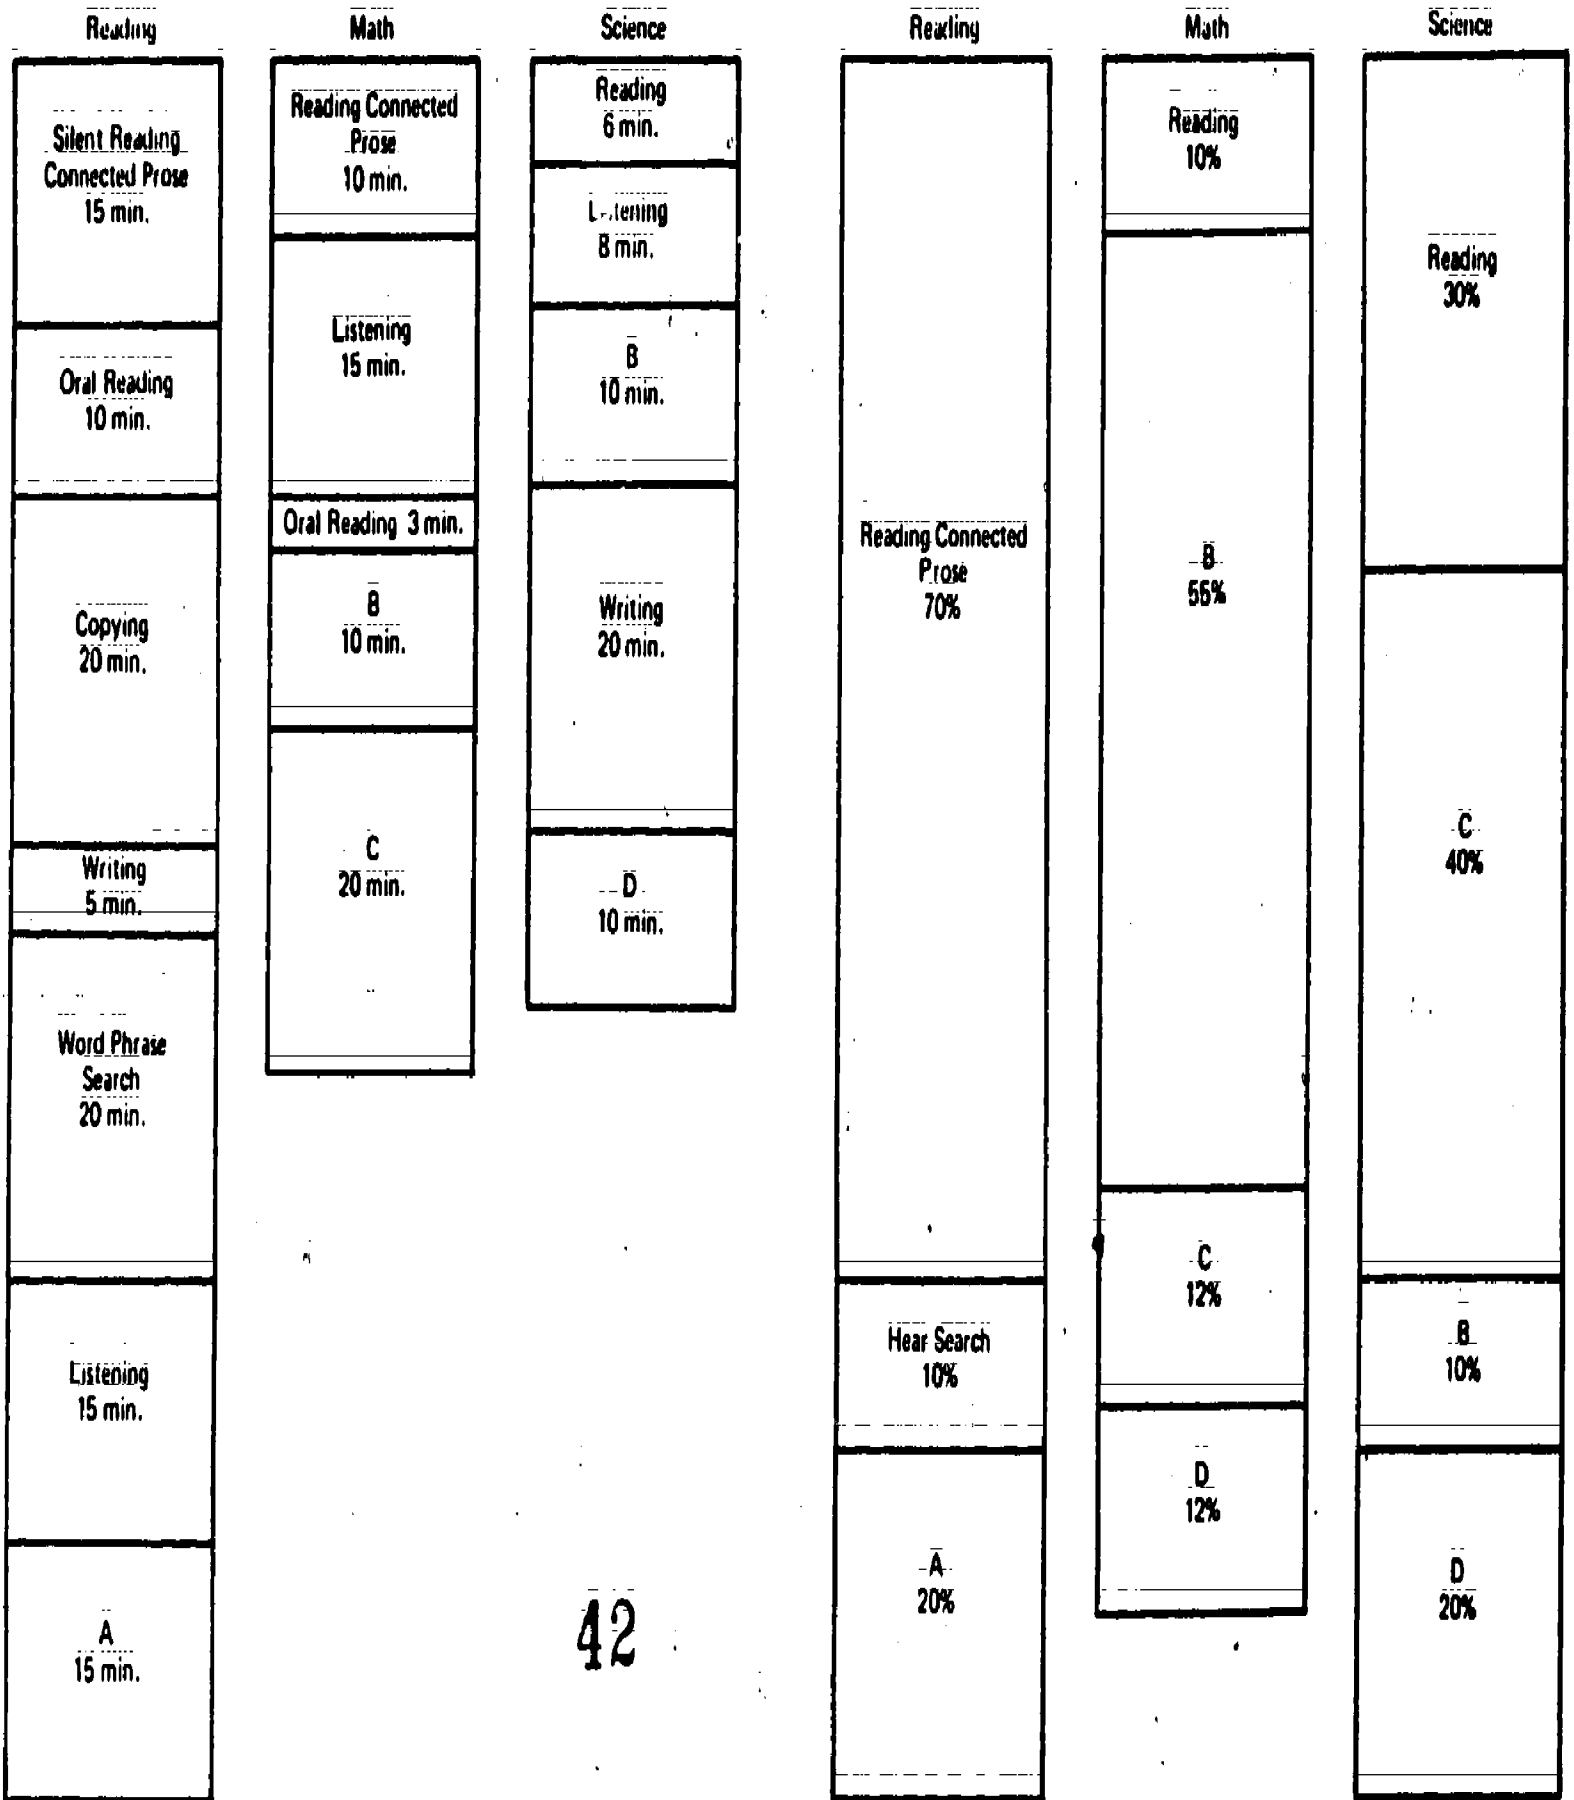 Reading
Silent Reading
Connected Prose
15 min.
Oral Reading
10 min.
Copying
20 min.
Writing
5 min.
Word Phrase
Search
20 min.
Listening
15 min.
A
15 min.
Math
Reading Connected
Prose
10 min.
Listening
15 min.
Oral Reading 3 min.
B
10 min.
C
20 min.
Science
Reading
6 min.
Listening
8 min.
B
10 min.
Writing
20 min.
D
10 min.
Reading
Reading Connected
Prose
70%
Hear Search
10%
A
20%
Math
Reading
10%
B
55%
C
12%
D
12%
Science
Reading
30%
C
40%
B
10%
D
20%
42